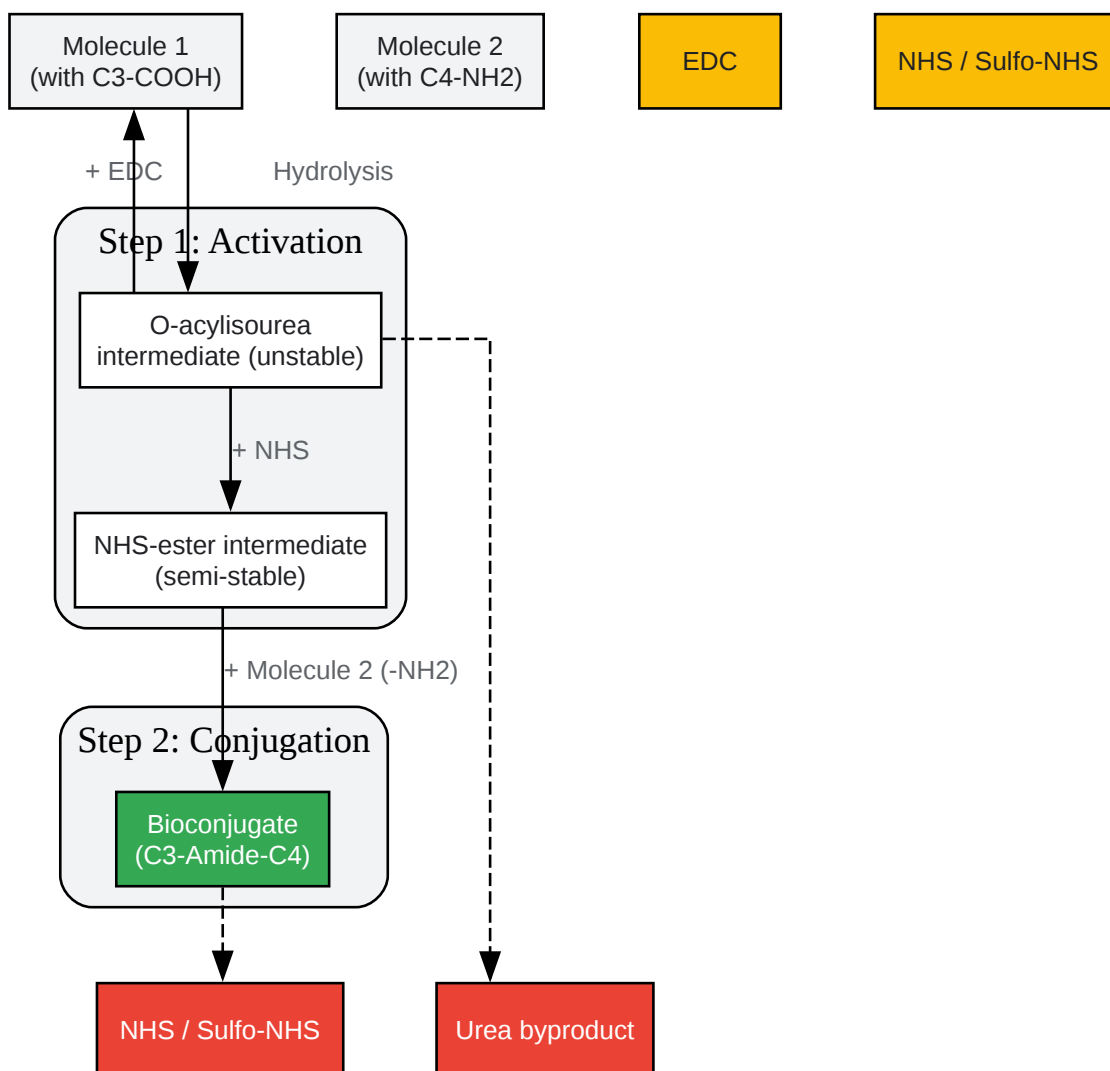 Molecule 1
(with C3-COOH)
Molecule 2
(with C4-NH2)
EDC
NHS / Sulfo-NHS
+ EDC
Hydrolysis
Step 1: Activation
O-acylisourea
intermediate (unstable)
+ NHS
NHS-ester intermediate
(semi-stable)
+ Molecule 2 (-NH2)
Step 2: Conjugation
Bioconjugate
(C3-Amide-C4)
NHS / Sulfo-NHS
Urea byproduct